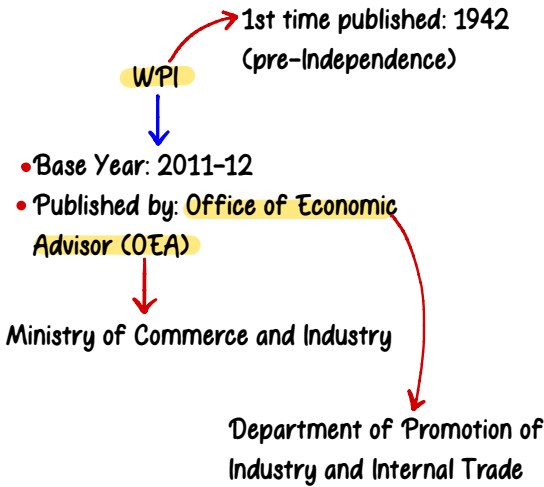 1st time published: 1942
(pre-Independence)
WPI
•Base Year: 2011-12
• Published by: Office of Economic
Advisor (OEA)
Ministry of Commerce and Industry
Department of Promotion of
Industry and Internal Trade